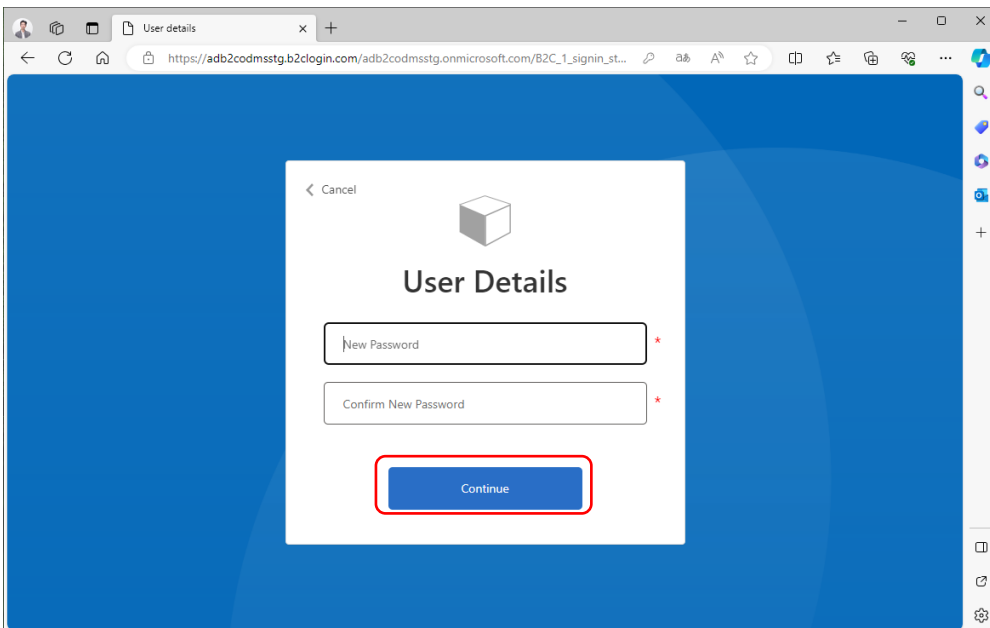 User details
https://adb2codmsstg.b2clogin.com/adb2codmsstg.onmicrosoft.com/B2C_1_signin_st...
Cancel
User Details
New Password *
Confirm New Password *
Continue